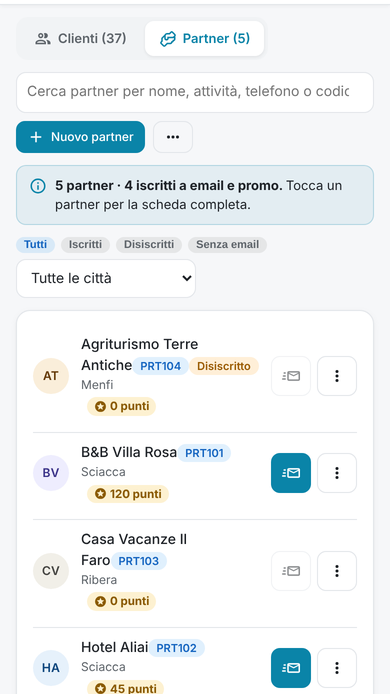 Clienti (37)
Partner (5)
Cerca partner per nome, attività, telefono o codic
+ Nuovo partner
...
5 partner · 4 iscritti a email e promo. Tocca un
partner per la scheda completa.
Tutti Iscritti Disiscritti Senza email
Tutte le città
Agriturismo Terre
AT Antiche PRT104 Disiscritto
Menfi
0 punti
B&B Villa Rosa PRT101
BV Sciacca
120 punti
Casa Vacanze Il
CV Faro PRT103
Ribera
0 punti
Hotel Aliai PRT102
HA Sciacca
45 punti